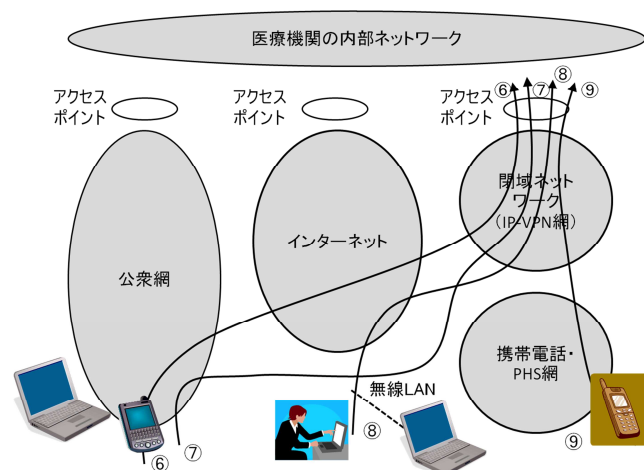 医療機関の内部ネットワーク
アクセス
ポイント
アクセス
ポイント
アクセス
ポイント
⑥
⑦
⑧
⑨
閉域ネット
ワーク
(IP-VPN網)
インターネット
公衆網
携帯電話・
PHS網
無線LAN
⑥
⑦
⑧
⑨